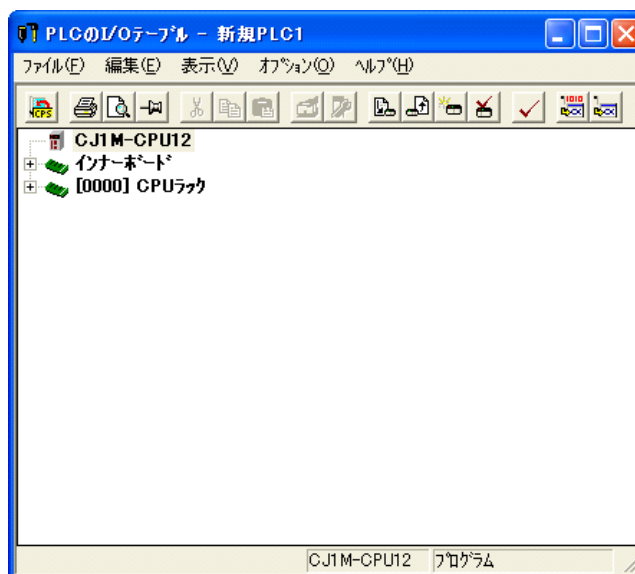 PLCのI/Oﾃｰﾌﾞﾙ - 新規PLC1
ﾌｧｲﾙ(F) 編集(E) 表示(V) ｵﾌﾟｼｮﾝ(O) ﾍﾙﾌﾟ(H)
CPS
CJ1M-CPU12
ｲﾝﾅｰﾎﾞｰﾄﾞ
[0000] CPUﾗｯｸ
CJ1M-CPU12 ﾌﾟﾛｸﾞﾗﾑ